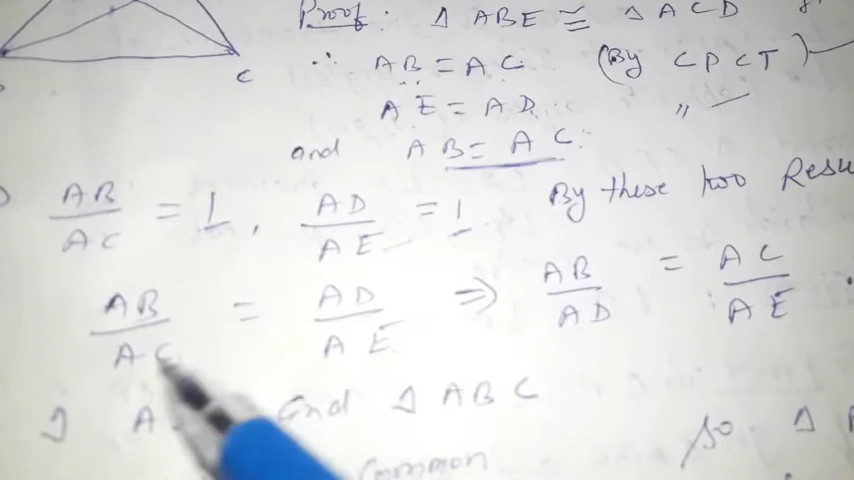 Proof: Δ ABE ≅ Δ ACD
C ∴ AB = AC (By CPCT)
AE = AD. "
and AB = AC.
AB/AC = 1, AD/AE = 1. By these two
AB/AC = AD/AE ⇒ AB/AD = AC/AE.
and Δ ABC
Common so Δ